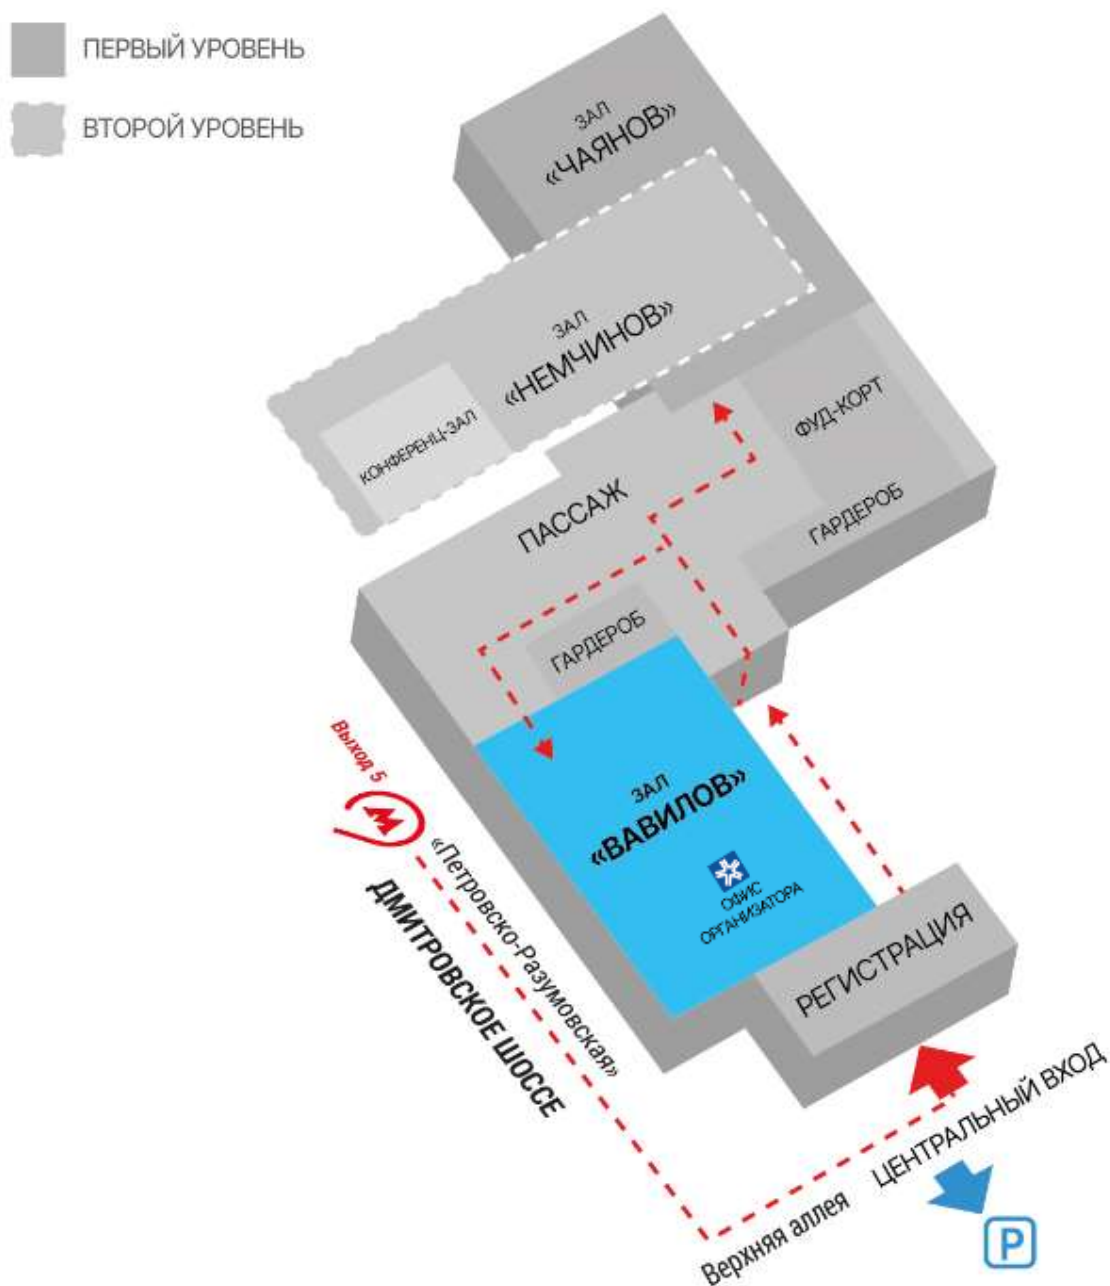 ПЕРВЫЙ УРОВЕНЬ
ВТОРОЙ УРОВЕНЬ
ЗАЛ
«ЧАЯНОВ»
ЗАЛ
«НЕМЧИНОВ»
КОНФЕРЕНЦ-ЗАЛ
ФУД-КОРТ
ПАССАЖ
ГАРДЕРОБ
ГАРДЕРОБ
Выход 5
М
«Петровско-Разумовская»
ДМИТРОВСКОЕ ШОССЕ
ЗАЛ
«ВАВИЛОВ»
ОФИС
ОРГАНИЗАТОРА
РЕГИСТРАЦИЯ
ЦЕНТРАЛЬНЫЙ ВХОД
Верхняя аллея
P